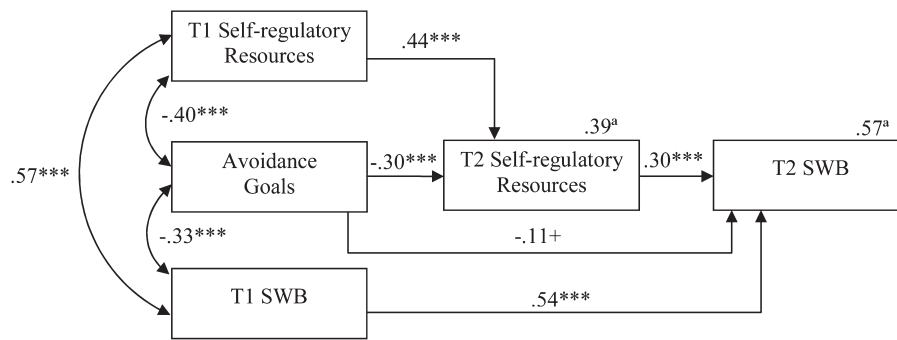 T1 Self-regulatory
Resources
.44***
-.40***
.39ª
.57ª
Avoidance
Goals
-.30***
T2 Self-regulatory
Resources
.30***
T2 SWB
.57***
-.33***
-.11+
T1 SWB
.54***